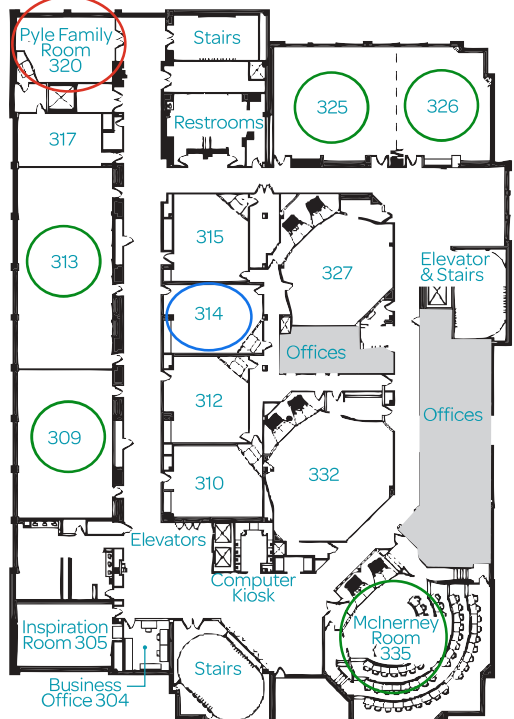 Pyle Family
Room
320
Stairs
325
326
Restrooms
317
315
313
327
Elevator
& Stairs
314
Offices
312
Offices
309
332
310
Elevators
Computer
Kiosk
Inspiration
Room 305
McInerney
Room
335
Stairs
Business
Office 304